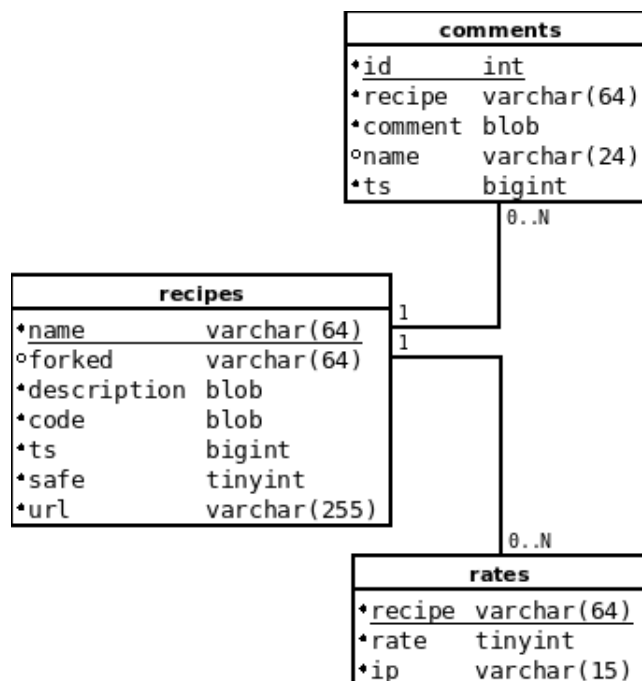 comments
id int
recipe varchar(64)
comment blob
name varchar(24)
ts bigint
0..N
recipes
name varchar(64)
forked varchar(64)
description blob
code blob
ts bigint
safe tinyint
url varchar(255)
1
1
0..N
rates
recipe varchar(64)
rate tinyint
ip varchar(15)